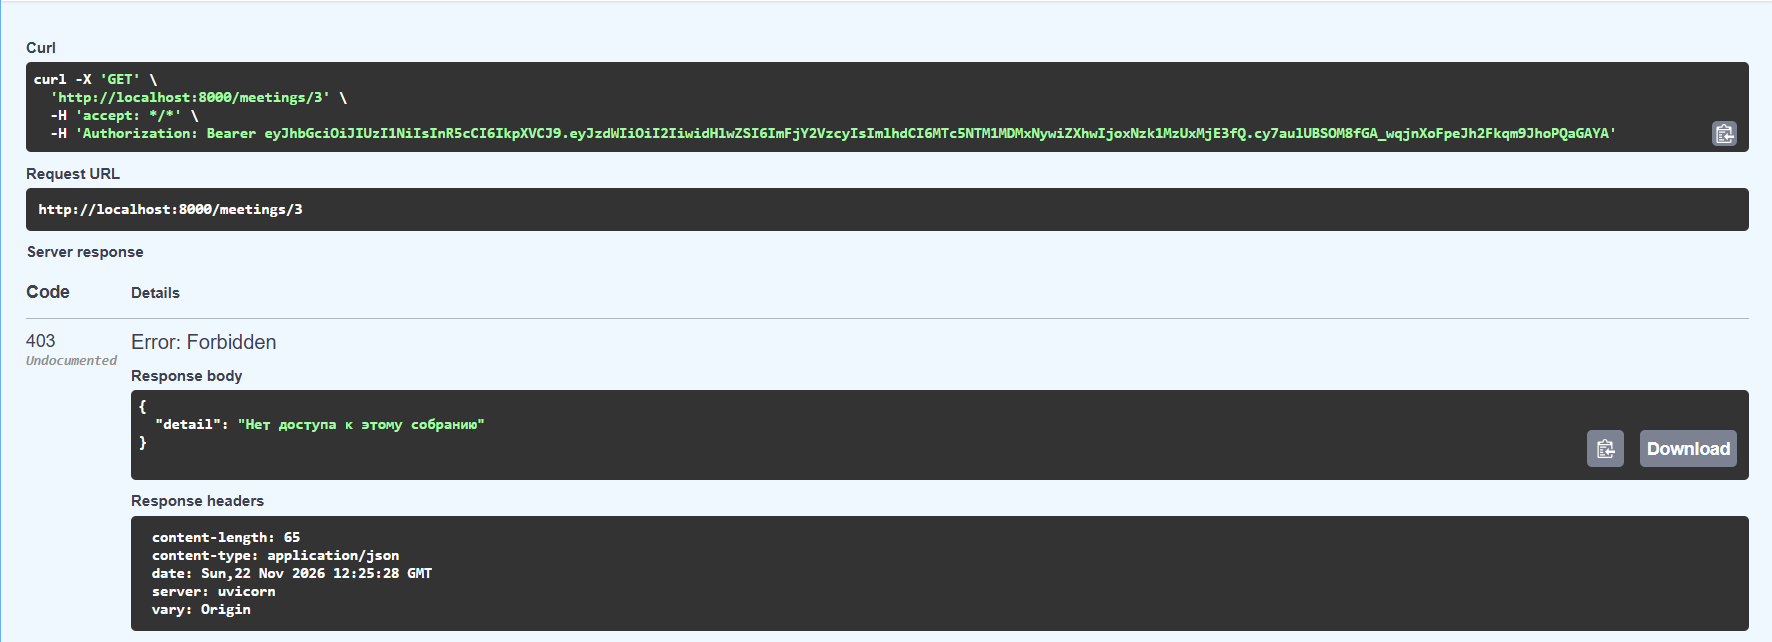 Curl
curl -X 'GET' \
'http://localhost:8000/meetings/3' \
-H 'accept: */*' \
-H 'Authorization: Bearer eyJhbGciOiJIUzI1NiIsInR5cCI6IkpXVCJ9.eyJzdWIiOiI2IiwidHlwZSI6ImFjY2VzcyIsImlhdCI6MTc5NTM1MDMxNywiZXhwIjoxNzk1MzUxMjE3fQ.cy7aulUBSOM8fGA_wqjnXoFpeJh2Fkqm9JhoPQaGAYA'
Request URL
http://localhost:8000/meetings/3
Server response
Code Details
403 Error: Forbidden
Undocumented
Response body
{
"detail": "Нет доступа к этому собранию"
}
Download
Response headers
content-length: 65
content-type: application/json
date: Sun,22 Nov 2026 12:25:28 GMT
server: uvicorn
vary: Origin